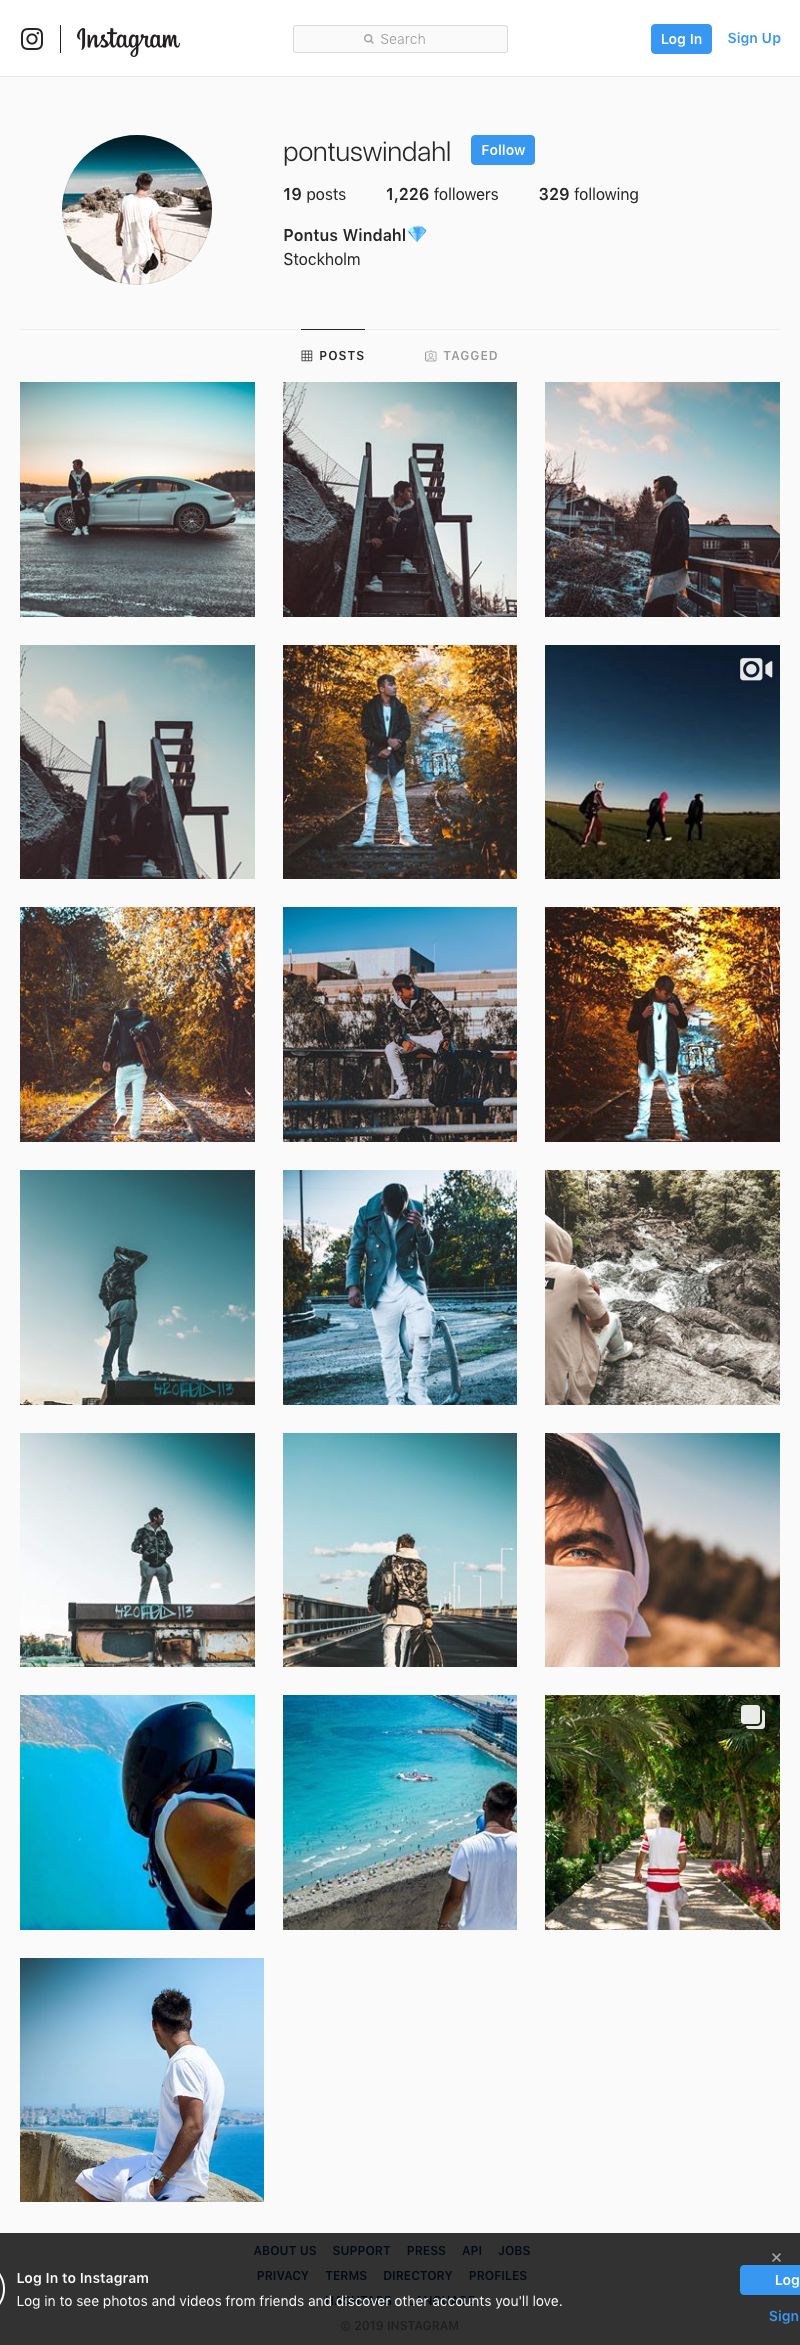 Instagram
Search
Log In
Sign Up
pontuswindahl
Follow
19 posts
1,226 followers
329 following
Pontus Windahl💎
Stockholm
POSTS
TAGGED
ABOUT US SUPPORT PRESS API JOBS
PRIVACY TERMS DIRECTORY PROFILES
Log In to Instagram
Log in to see photos and videos from friends and discover other accounts you'll love.
Log
Sign
© 2019 INSTAGRAM